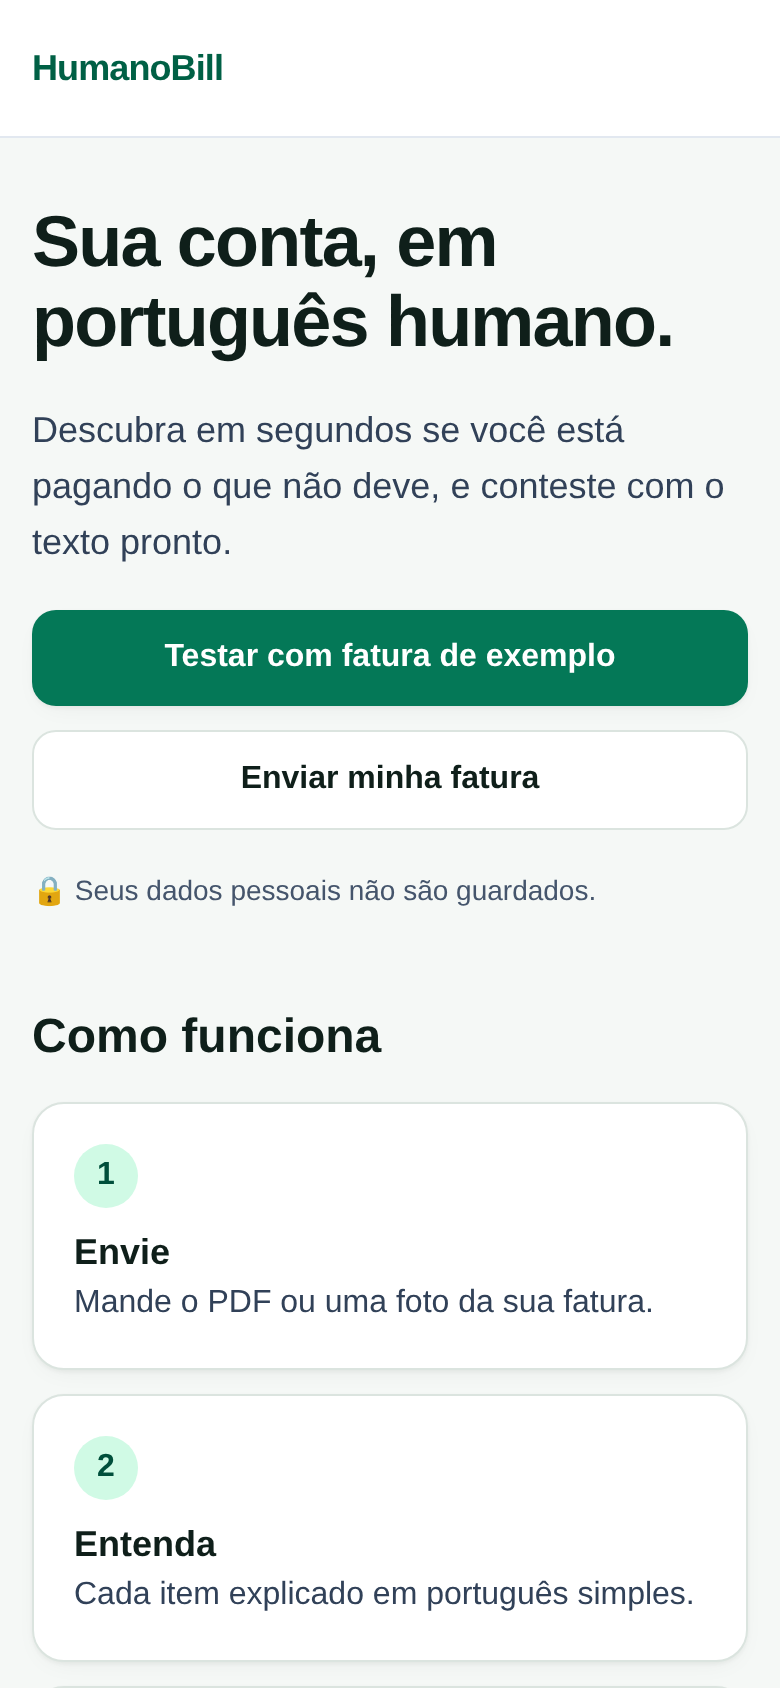 HumanoBill
Sua conta, em
português humano.
Descubra em segundos se você está
pagando o que não deve, e conteste com o
texto pronto.
Testar com fatura de exemplo
Enviar minha fatura
🔒 Seus dados pessoais não são guardados.
Como funciona
1
Envie
Mande o PDF ou uma foto da sua fatura.
2
Entenda
Cada item explicado em português simples.